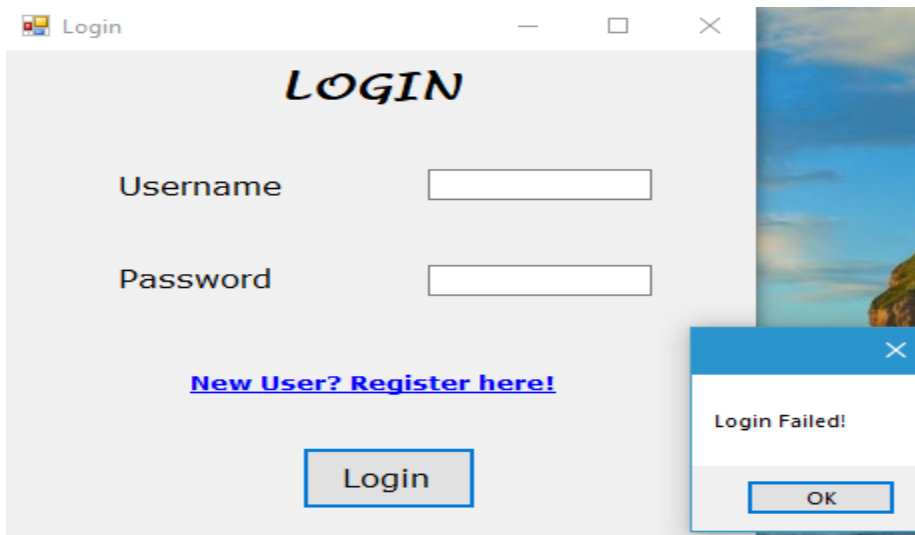 Login
LOGIN
Username
Password
New User? Register here!
Login
Login Failed!
OK